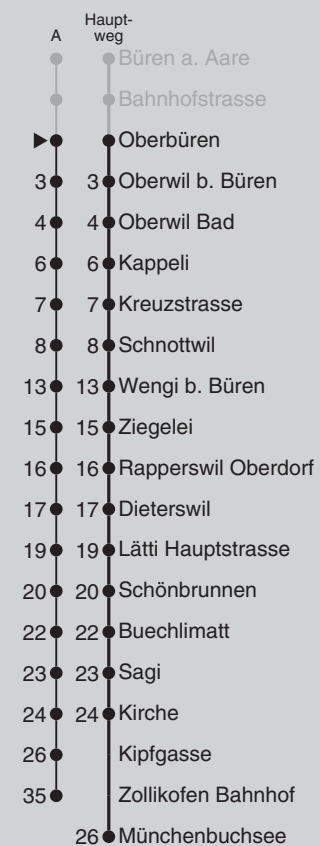 A Haupt-
weg
Büren a. Aare
Bahnhofstrasse
Oberbüren
3 3 Oberwil b. Büren
4 4 Oberwil Bad
6 6 Kappeli
7 7 Kreuzstrasse
8 8 Schnottwil
13 13 Wengi b. Büren
15 15 Ziegelei
16 16 Rapperswil Oberdorf
17 17 Dieterswil
19 19 Lätti Hauptstrasse
20 20 Schönbrunnen
22 22 Buechlimatt
23 23 Sagi
24 24 Kirche
26 Kipfgasse
35 Zollikofen Bahnhof
26 Münchenbuchsee